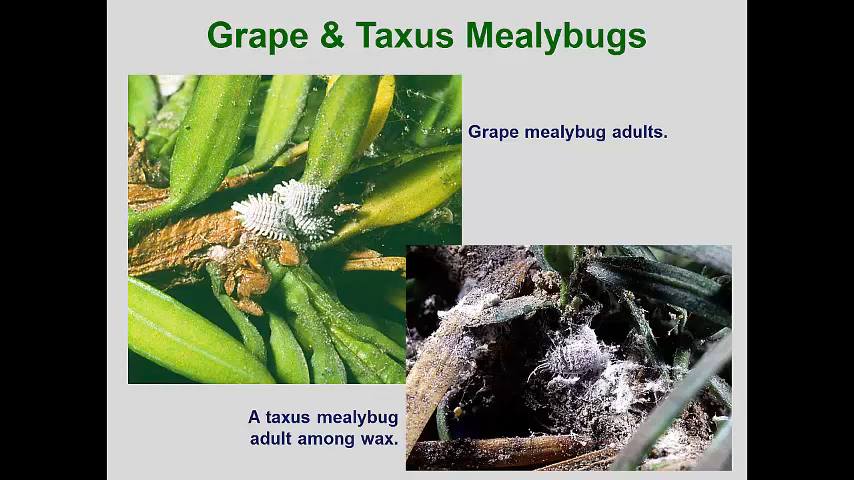 Grape & Taxus Mealybugs
Grape mealybug adults.
A taxus mealybug
adult among wax.